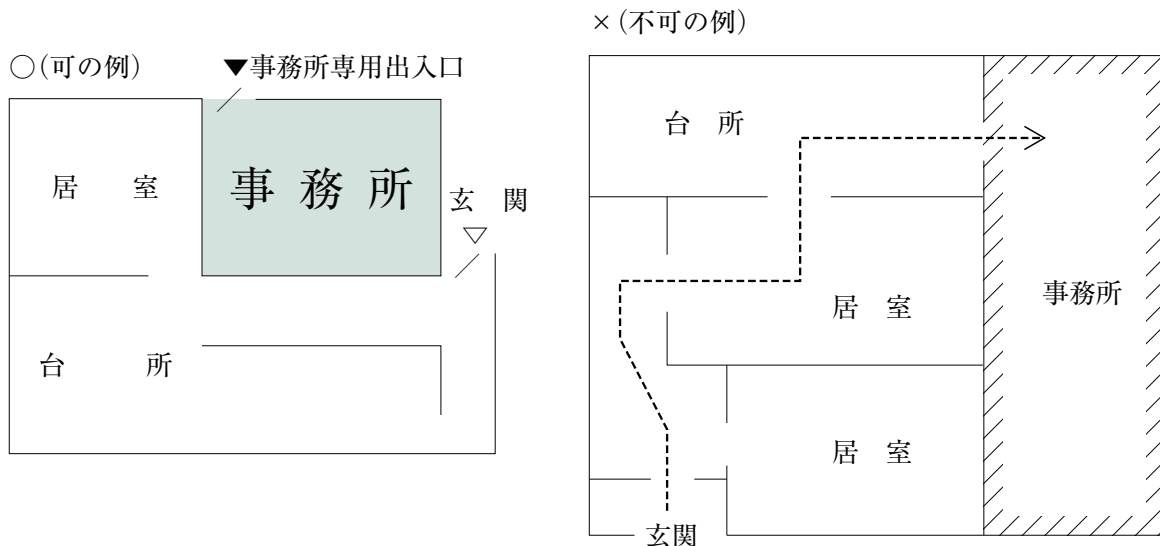 ○(可の例)
▼事務所専用出入口
居 室
事 務 所
玄 関
▽
台 所
×(不可の例)
台 所
居 室
事務所
居 室
玄関